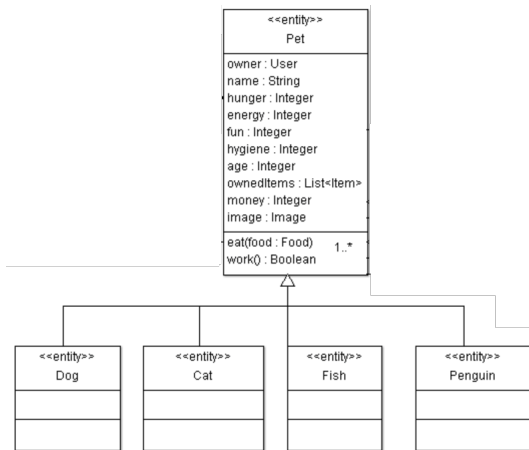 <<entity>>
Pet
owner : User
name : String
hunger : Integer
energy : Integer
fun : Integer
hygiene : Integer
age : Integer
ownedItems : List<Item>
money : Integer
image : Image
eat(food : Food)
1..*
work() : Boolean
<<entity>>
Dog
<<entity>>
Cat
<<entity>>
Fish
<<entity>>
Penguin